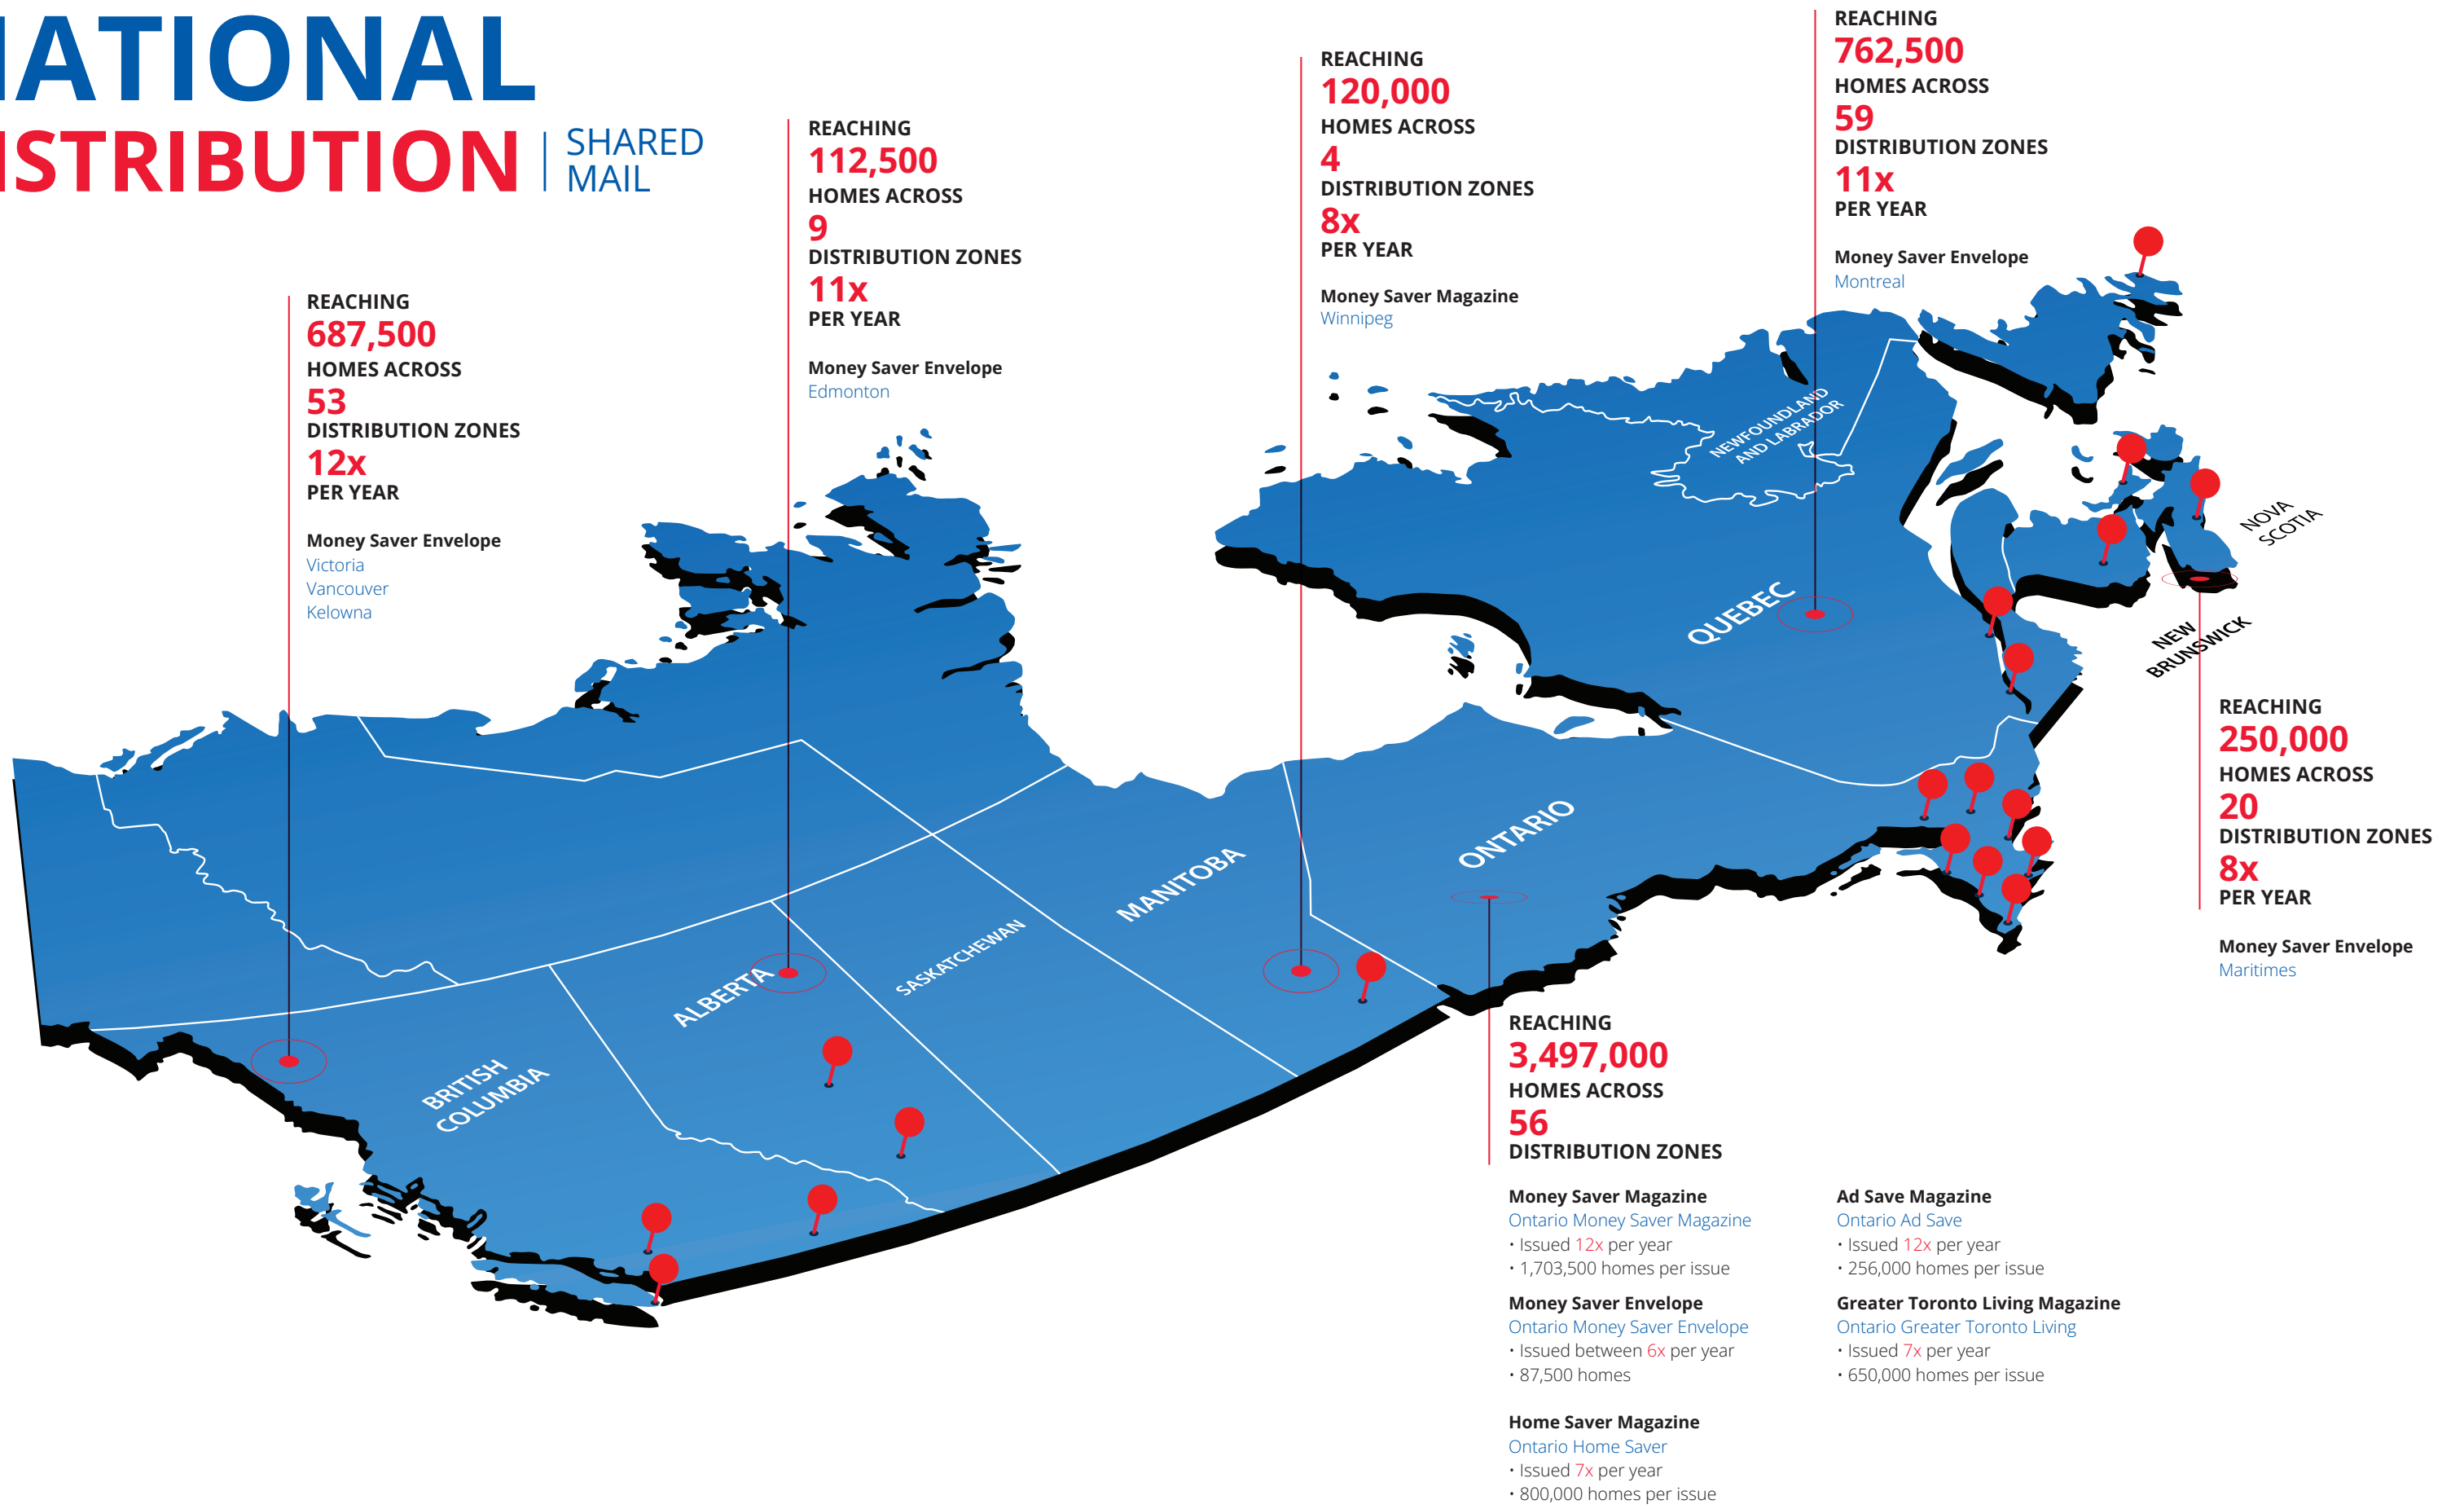 NATIONAL
ISTRIBUTION
SHARED
MAIL
REACHING
687,500
HOMES ACROSS
53
DISTRIBUTION ZONES
12x
PER YEAR
Money Saver Envelope
Victoria
Vancouver
Kelowna
REACHING
112,500
HOMES ACROSS
9
DISTRIBUTION ZONES
11x
PER YEAR
Money Saver Envelope
Edmonton
REACHING
120,000
HOMES ACROSS
4
DISTRIBUTION ZONES
8x
PER YEAR
Money Saver Magazine
Winnipeg
REACHING
762,500
HOMES ACROSS
59
DISTRIBUTION ZONES
11x
PER YEAR
Money Saver Envelope
Montreal
NEWFOUNDLAND
AND LABRADOR
QUEBEC
NOVA
SCOTIA
NEW
BRUNSWICK
ONTARIO
MANITOBA
SASKATCHEWAN
ALBERTA
BRITISH
COLUMBIA
REACHING
250,000
HOMES ACROSS
20
DISTRIBUTION ZONES
8x
PER YEAR
Money Saver Envelope
Maritimes
REACHING
3,497,000
HOMES ACROSS
56
DISTRIBUTION ZONES
Money Saver Magazine
Ontario Money Saver Magazine
• Issued 12x per year
• 1,703,500 homes per issue
Money Saver Envelope
Ontario Money Saver Envelope
• Issued between 6x per year
• 87,500 homes
Home Saver Magazine
Ontario Home Saver
• Issued 7x per year
• 800,000 homes per issue
Ad Save Magazine
Ontario Ad Save
• Issued 12x per year
• 256,000 homes per issue
Greater Toronto Living Magazine
Ontario Greater Toronto Living
• Issued 7x per year
• 650,000 homes per issue